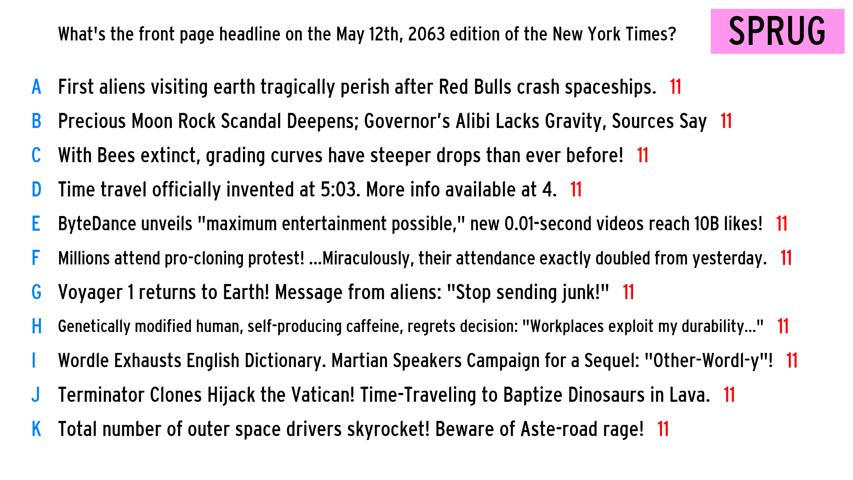 What's the front page headline on the May 12th, 2063 edition of the New York Times?
SPRUG
A First aliens visiting earth tragically perish after Red Bulls crash spaceships. 11
B Precious Moon Rock Scandal Deepens; Governor’s Alibi Lacks Gravity, Sources Say 11
C With Bees extinct, grading curves have steeper drops than ever before! 11
D Time travel officially invented at 5:03. More info available at 4. 11
E ByteDance unveils "maximum entertainment possible," new 0.01-second videos reach 10B likes! 11
F Millions attend pro-cloning protest! ...Miraculously, their attendance exactly doubled from yesterday. 11
G Voyager 1 returns to Earth! Message from aliens: "Stop sending junk!" 11
H Genetically modified human, self-producing caffeine, regrets decision: "Workplaces exploit my durability..." 11
I Wordle Exhausts English Dictionary. Martian Speakers Campaign for a Sequel: "Other-Wordl-y"! 11
J Terminator Clones Hijack the Vatican! Time-Traveling to Baptize Dinosaurs in Lava. 11
K Total number of outer space drivers skyrocket! Beware of Aste-road rage! 11